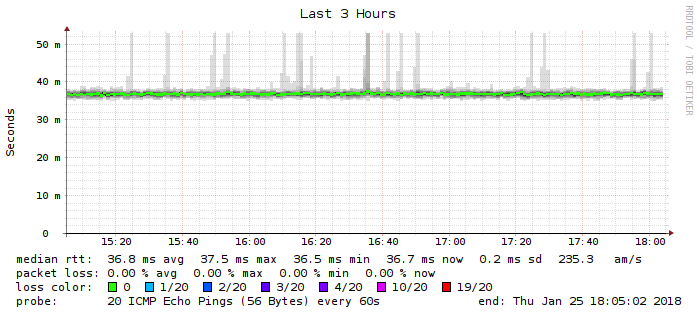 Last 3 Hours
RRDTOOL / TOBI OETIKER
Seconds
50 m
40 m
30 m
20 m
10 m
0
15:20 15:40 16:00 16:20 16:40 17:00 17:20 17:40 18:00
median rtt: 36.8 ms avg 37.5 ms max 36.5 ms min 36.7 ms now 0.2 ms sd 235.3 am/s
packet loss: 0.00 % avg 0.00 % max 0.00 % min 0.00 % now
loss color: 0 1/20 2/20 3/20 4/20 10/20 19/20
probe: 20 ICMP Echo Pings (56 Bytes) every 60s end: Thu Jan 25 18:05:02 2018